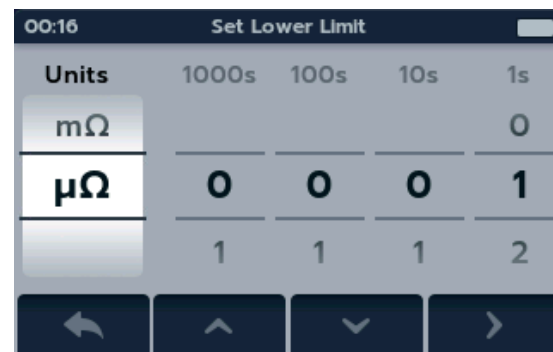 00:16 Set Lower Limit
Units 1000s 100s 10s 1s
mΩ 0
μΩ 0 0 0 1
1 1 1 2